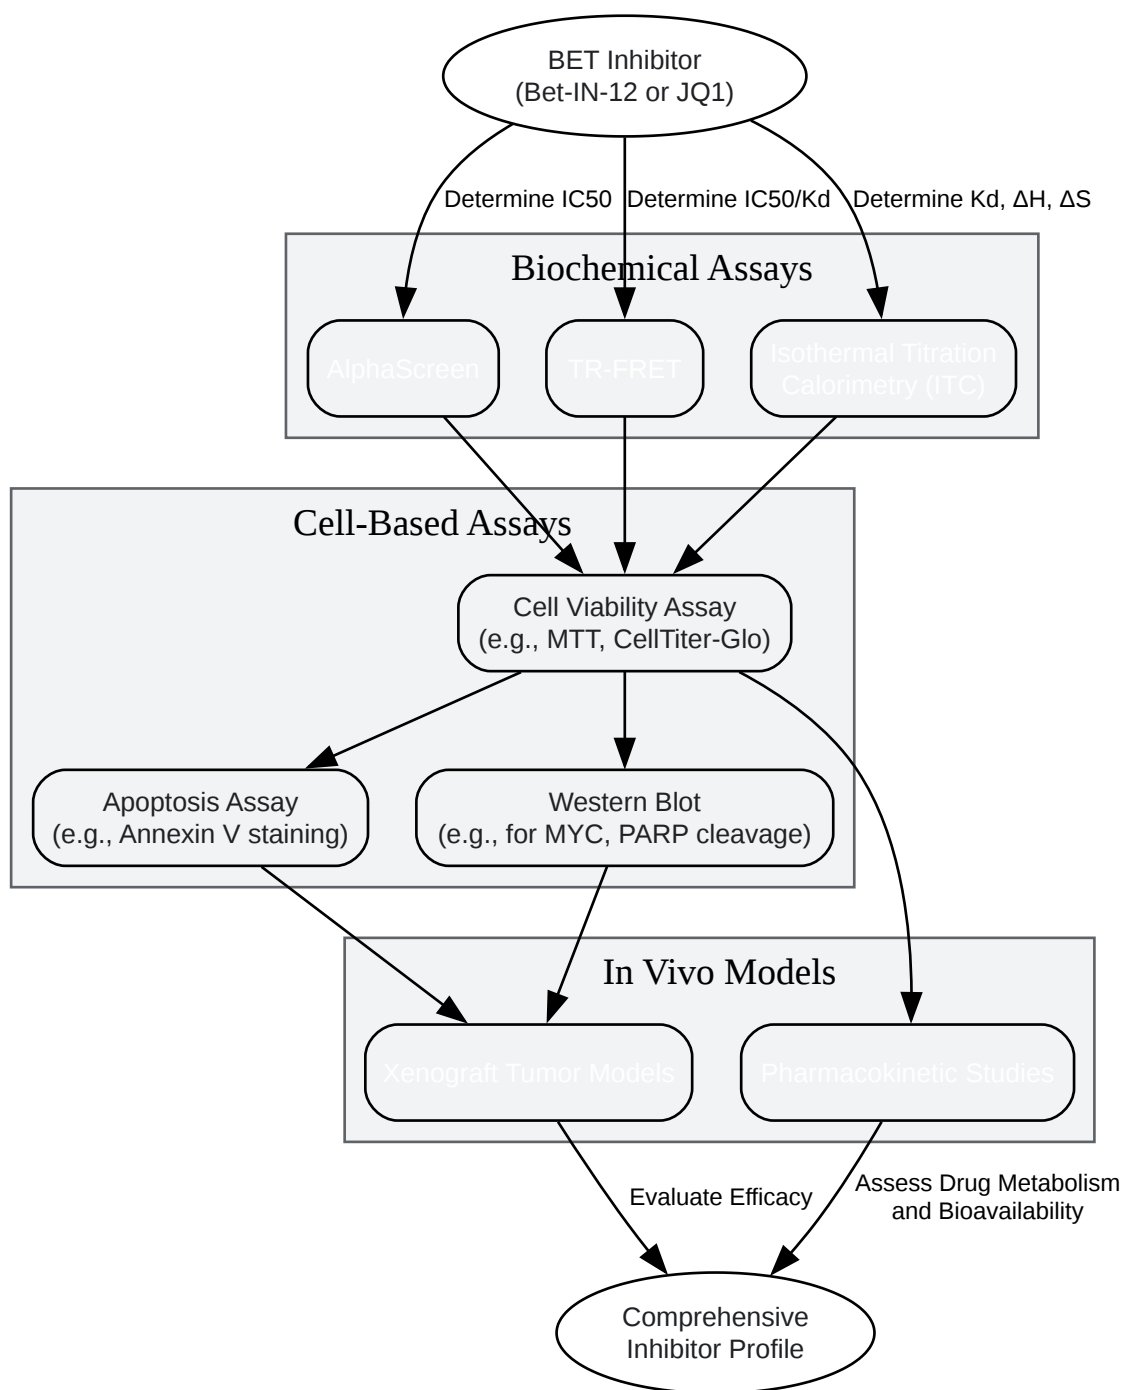 BET Inhibitor
(Bet-IN-12 or JQ1)
Determine IC50
Determine IC50/Kd
Determine Kd, ΔH, ΔS
Biochemical Assays
AlphaScreen
TR-FRET
Isothermal Titration
Calorimetry (ITC)
Cell-Based Assays
Cell Viability Assay
(e.g., MTT, CellTiter-Glo)
Apoptosis Assay
(e.g., Annexin V staining)
Western Blot
(e.g., for MYC, PARP cleavage)
In Vivo Models
Xenograft Tumor Models
Pharmacokinetic Studies
Evaluate Efficacy
Assess Drug Metabolism
and Bioavailability
Comprehensive
Inhibitor Profile